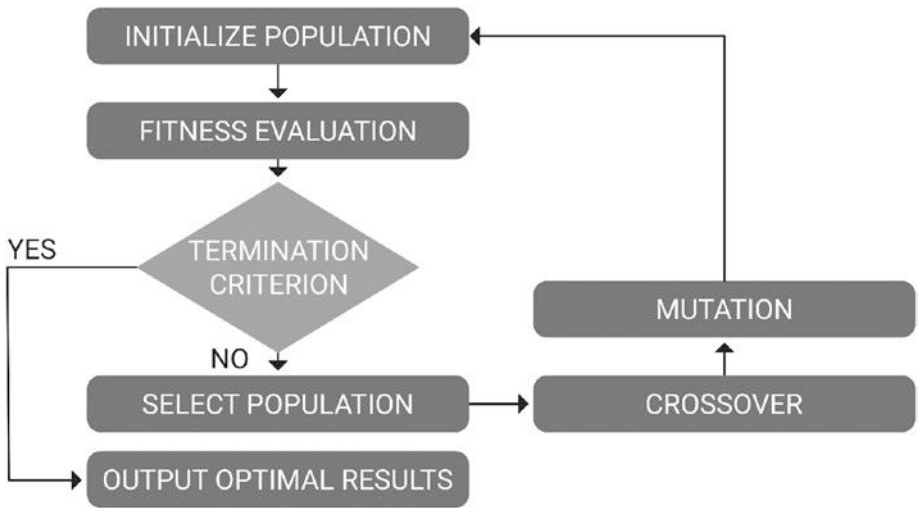 INITIALIZE POPULATION
FITNESS EVALUATION
YES
TERMINATION
CRITERION
NO
SELECT POPULATION
OUTPUT OPTIMAL RESULTS
MUTATION
CROSSOVER